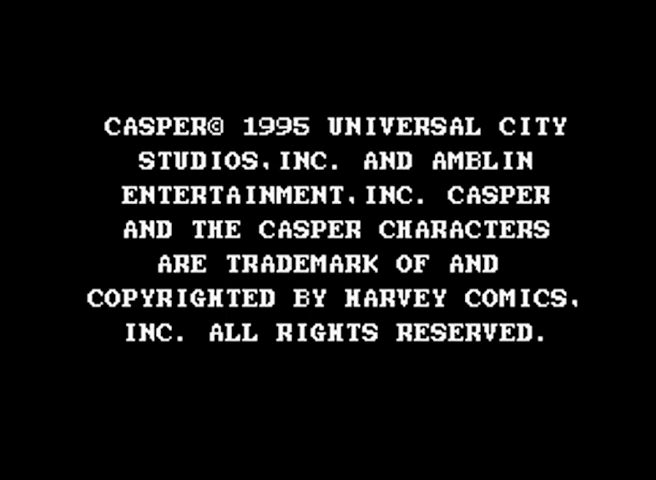 CASPER© 1995 UNIVERSAL CITY
STUDIOS,INC. AND AMBLIN
ENTERTAINMENT,INC. CASPER
AND THE CASPER CHARACTERS
ARE TRADEMARK OF AND
COPYRIGHTED BY HARVEY COMICS,
INC. ALL RIGHTS RESERVED.